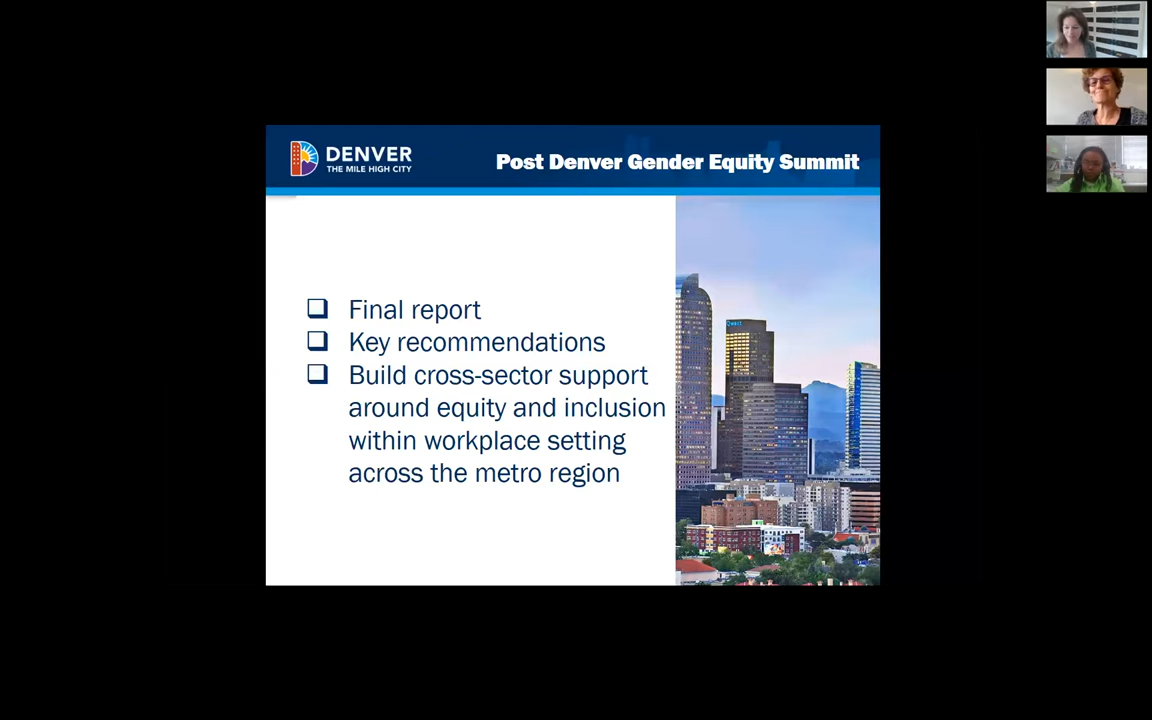 DENVER
THE MILE HIGH CITY
Post Denver Gender Equity Summit
Final report
Key recommendations
Build cross-sector support
around equity and inclusion
within workplace setting
across the metro region
Qwest